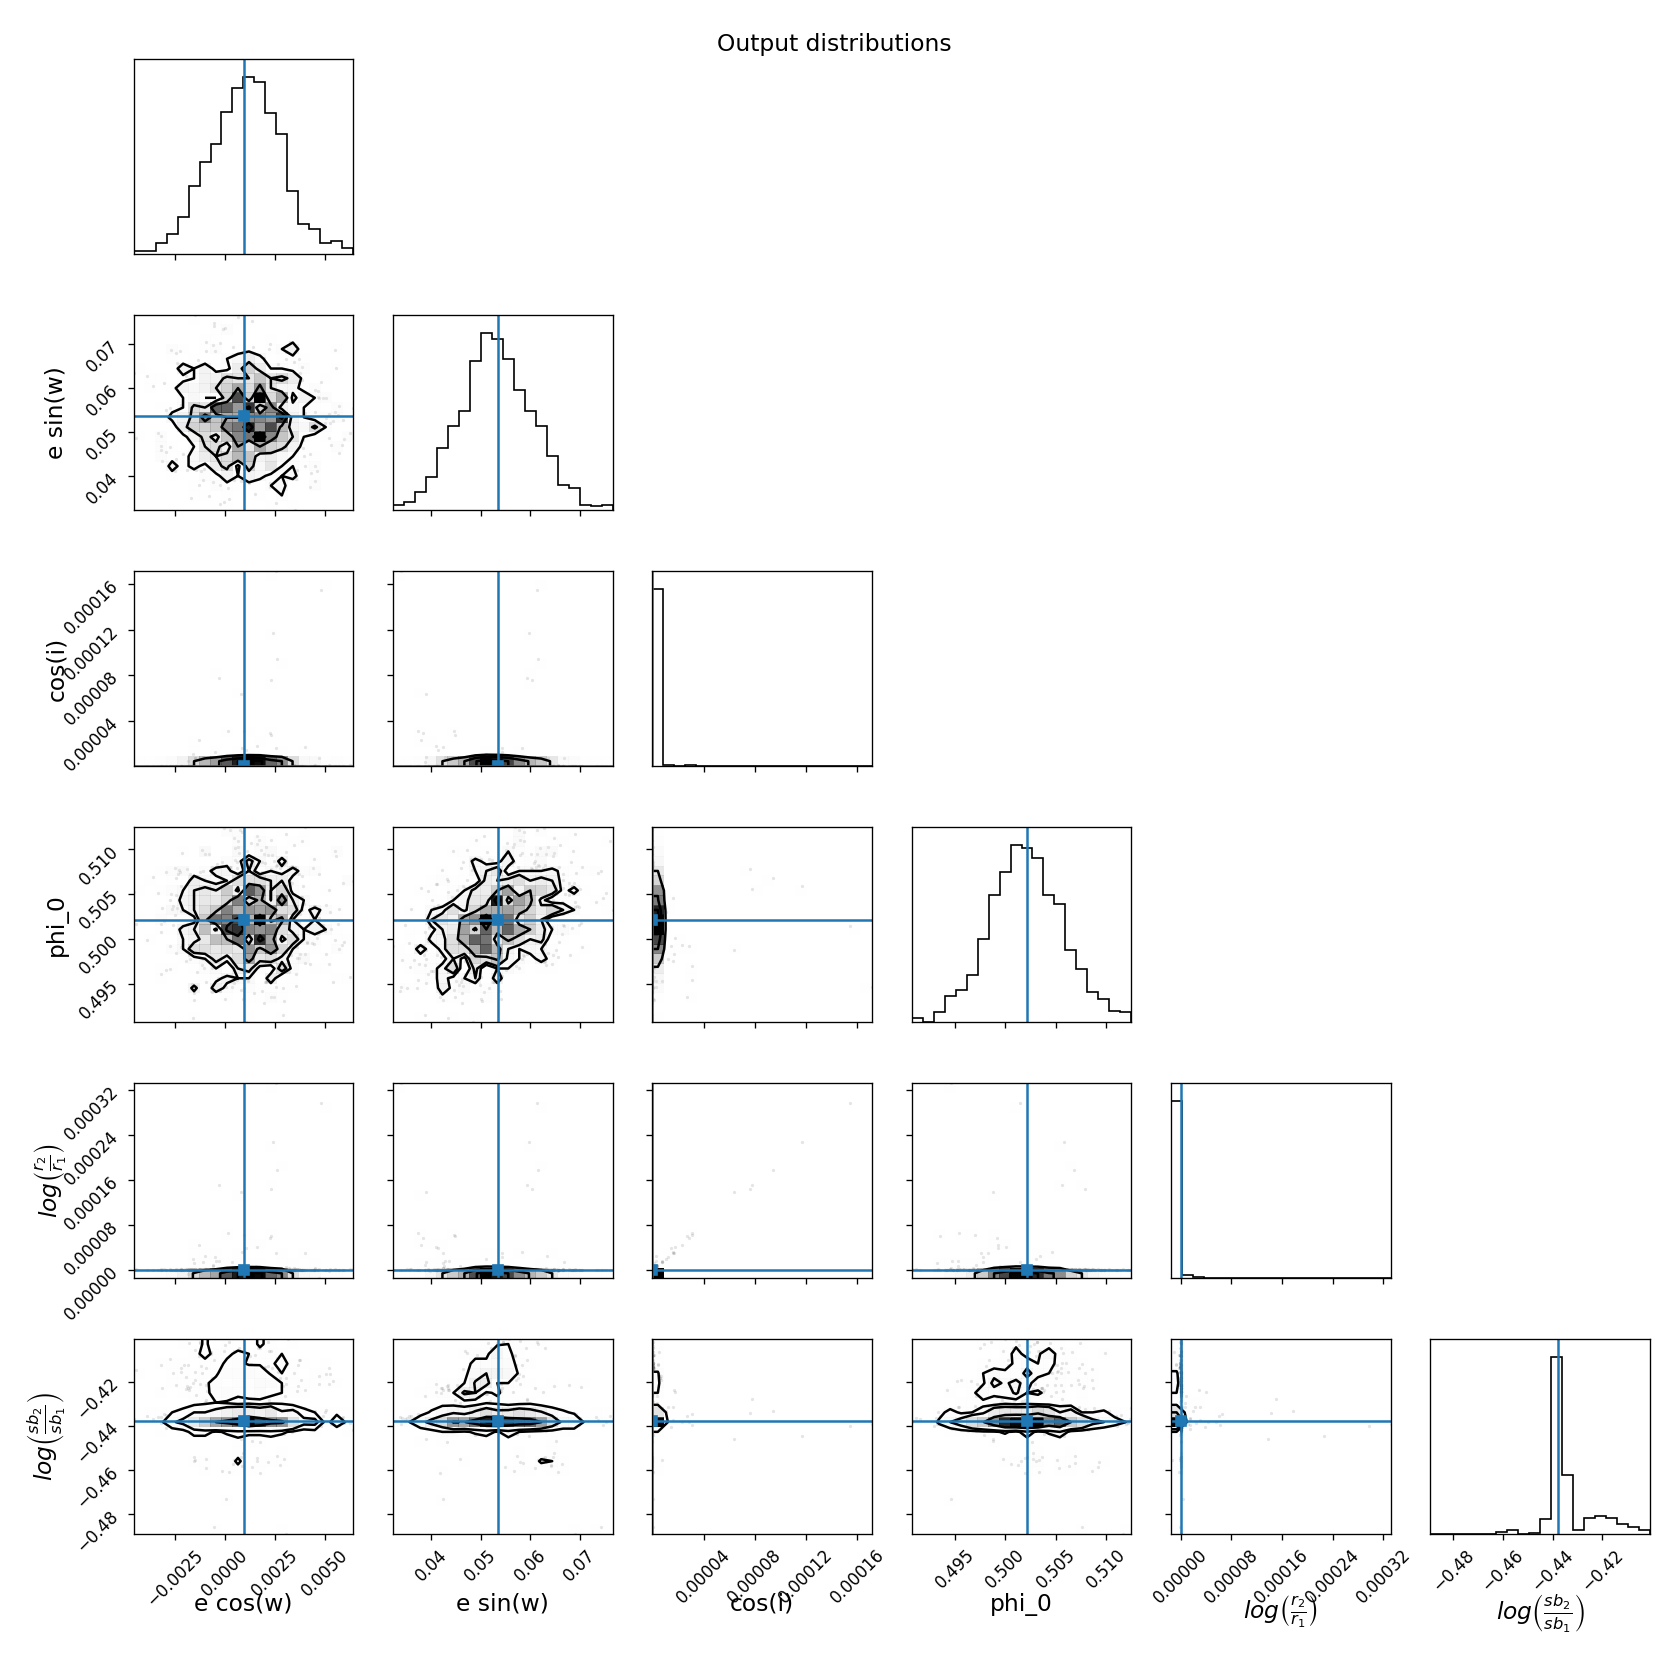 Output distributions
e sin(w)
0.07
0.06
0.05
0.04
cos(i)
0.00016
0.00012
0.00008
0.00004
phi_0
0.510
0.505
0.500
0.495
log(r₂/r₁)
0.00032
0.00024
0.00016
0.00008
0.00000
log(sb₂/sb₁)
−0.42
−0.44
−0.46
−0.48
−0.0025 0.0000 0.0025 0.0050
e cos(w)
0.04 0.05 0.06 0.07
e sin(w)
0.00004 0.00008 0.00012 0.00016
cos(i)
0.495 0.500 0.505 0.510
phi_0
0.00000 0.00008 0.00016 0.00024 0.00032
log(r₂/r₁)
−0.48 −0.46 −0.44 −0.42
log(sb₂/sb₁)